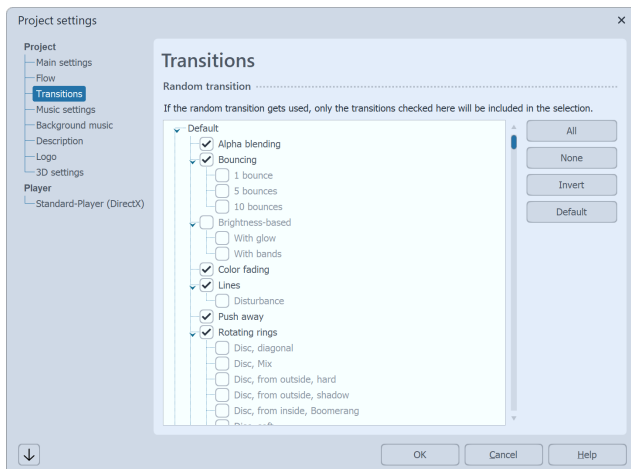 Project settings
Project
Main settings
Flow
Transitions
Music settings
Background music
Description
Logo
3D settings
Player
Standard-Player (DirectX)
Transitions
Random transition
If the random transition gets used, only the transitions checked here will be included in the selection.
Default
Alpha blending
Bouncing
1 bounce
5 bounces
10 bounces
Brightness-based
With glow
With bands
Color fading
Lines
Disturbance
Push away
Rotating rings
Disc, diagonal
Disc, Mix
Disc, from outside, hard
Disc, from outside, shadow
Disc, from inside, Boomerang
All
None
Invert
Default
OK
Cancel
Help